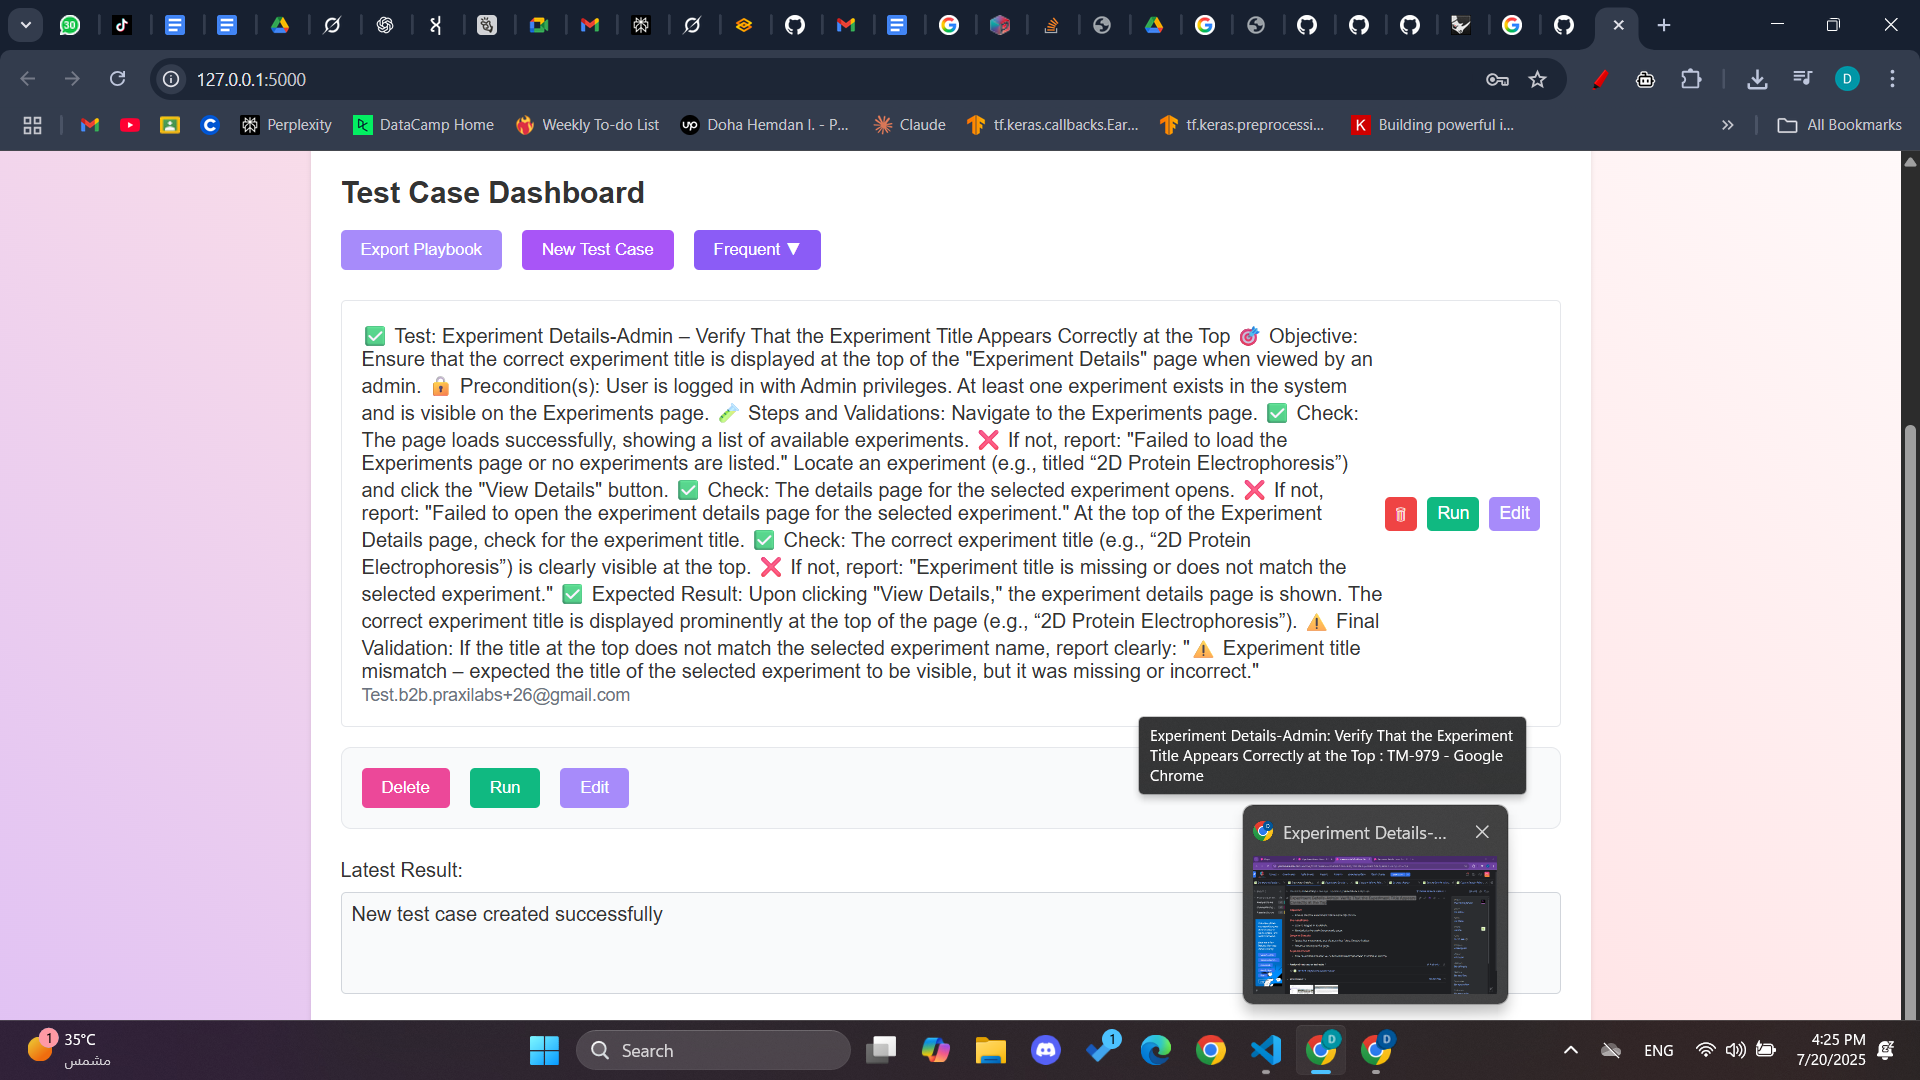 30
127.0.0.1:5000
D
Perplexity
DataCamp Home
Weekly To-do List
Doha Hemdan I. - P...
Claude
tf.keras.callbacks.Ear...
tf.keras.preprocessi...
Building powerful i...
All Bookmarks
Test Case Dashboard
Export Playbook
New Test Case
Frequent ▼
✅ Test: Experiment Details-Admin – Verify That the Experiment Title Appears Correctly at the Top 🎯 Objective:
Ensure that the correct experiment title is displayed at the top of the "Experiment Details" page when viewed by an
admin. 🔒 Precondition(s): User is logged in with Admin privileges. At least one experiment exists in the system
and is visible on the Experiments page. 🧪 Steps and Validations: Navigate to the Experiments page. ✅ Check:
The page loads successfully, showing a list of available experiments. ❌ If not, report: "Failed to load the
Experiments page or no experiments are listed." Locate an experiment (e.g., titled “2D Protein Electrophoresis”)
and click the "View Details" button. ✅ Check: The details page for the selected experiment opens. ❌ If not,
report: "Failed to open the experiment details page for the selected experiment." At the top of the Experiment
Details page, check for the experiment title. ✅ Check: The correct experiment title (e.g., “2D Protein
Electrophoresis”) is clearly visible at the top. ❌ If not, report: "Experiment title is missing or does not match the
selected experiment." ✅ Expected Result: Upon clicking "View Details," the experiment details page is shown. The
correct experiment title is displayed prominently at the top of the page (e.g., “2D Protein Electrophoresis”). ⚠️ Final
Validation: If the title at the top does not match the selected experiment name, report clearly: "⚠️ Experiment title
mismatch – expected the title of the selected experiment to be visible, but it was missing or incorrect."
Test.b2b.praxilabs+26@gmail.com
Run
Edit
Experiment Details-Admin: Verify That the Experiment
Title Appears Correctly at the Top : TM-979 - Google
Chrome
Delete
Run
Edit
Experiment Details-...
Latest Result:
New test case created successfully
1
35°C
مشمس
Search
1
D
D
ENG
4:25 PM
7/20/2025